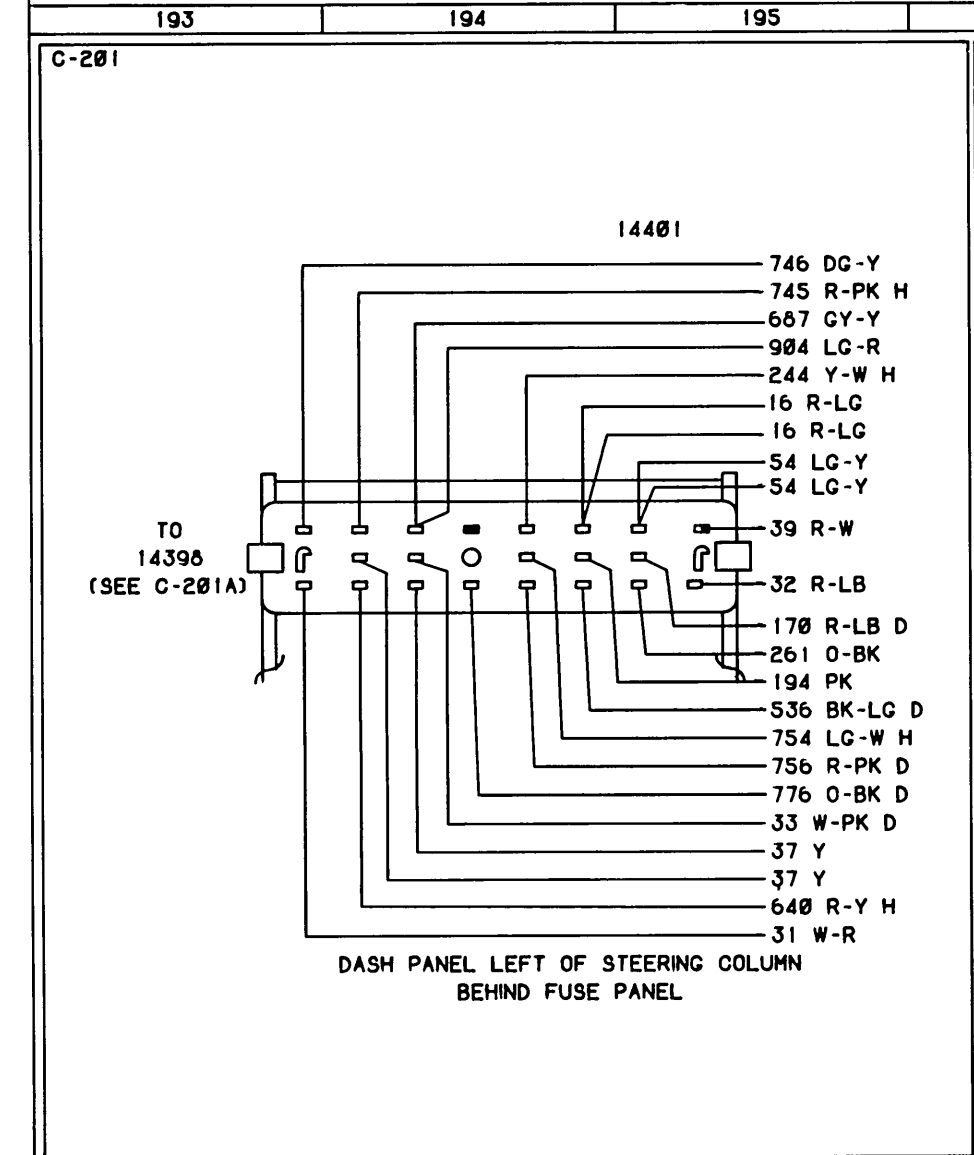 193 194 195
C-201
14401
746 DG-Y
745 R-PK H
687 GY-Y
904 LG-R
244 Y-W H
16 R-LG
16 R-LG
54 LG-Y
54 LG-Y
39 R-W
TO
14398
(SEE C-201A)
32 R-LB
170 R-LB D
261 O-BK
194 PK
536 BK-LG D
754 LG-W H
756 R-PK D
776 O-BK D
33 W-PK D
37 Y
37 Y
640 R-Y H
31 W-R
DASH PANEL LEFT OF STEERING COLUMN
BEHIND FUSE PANEL